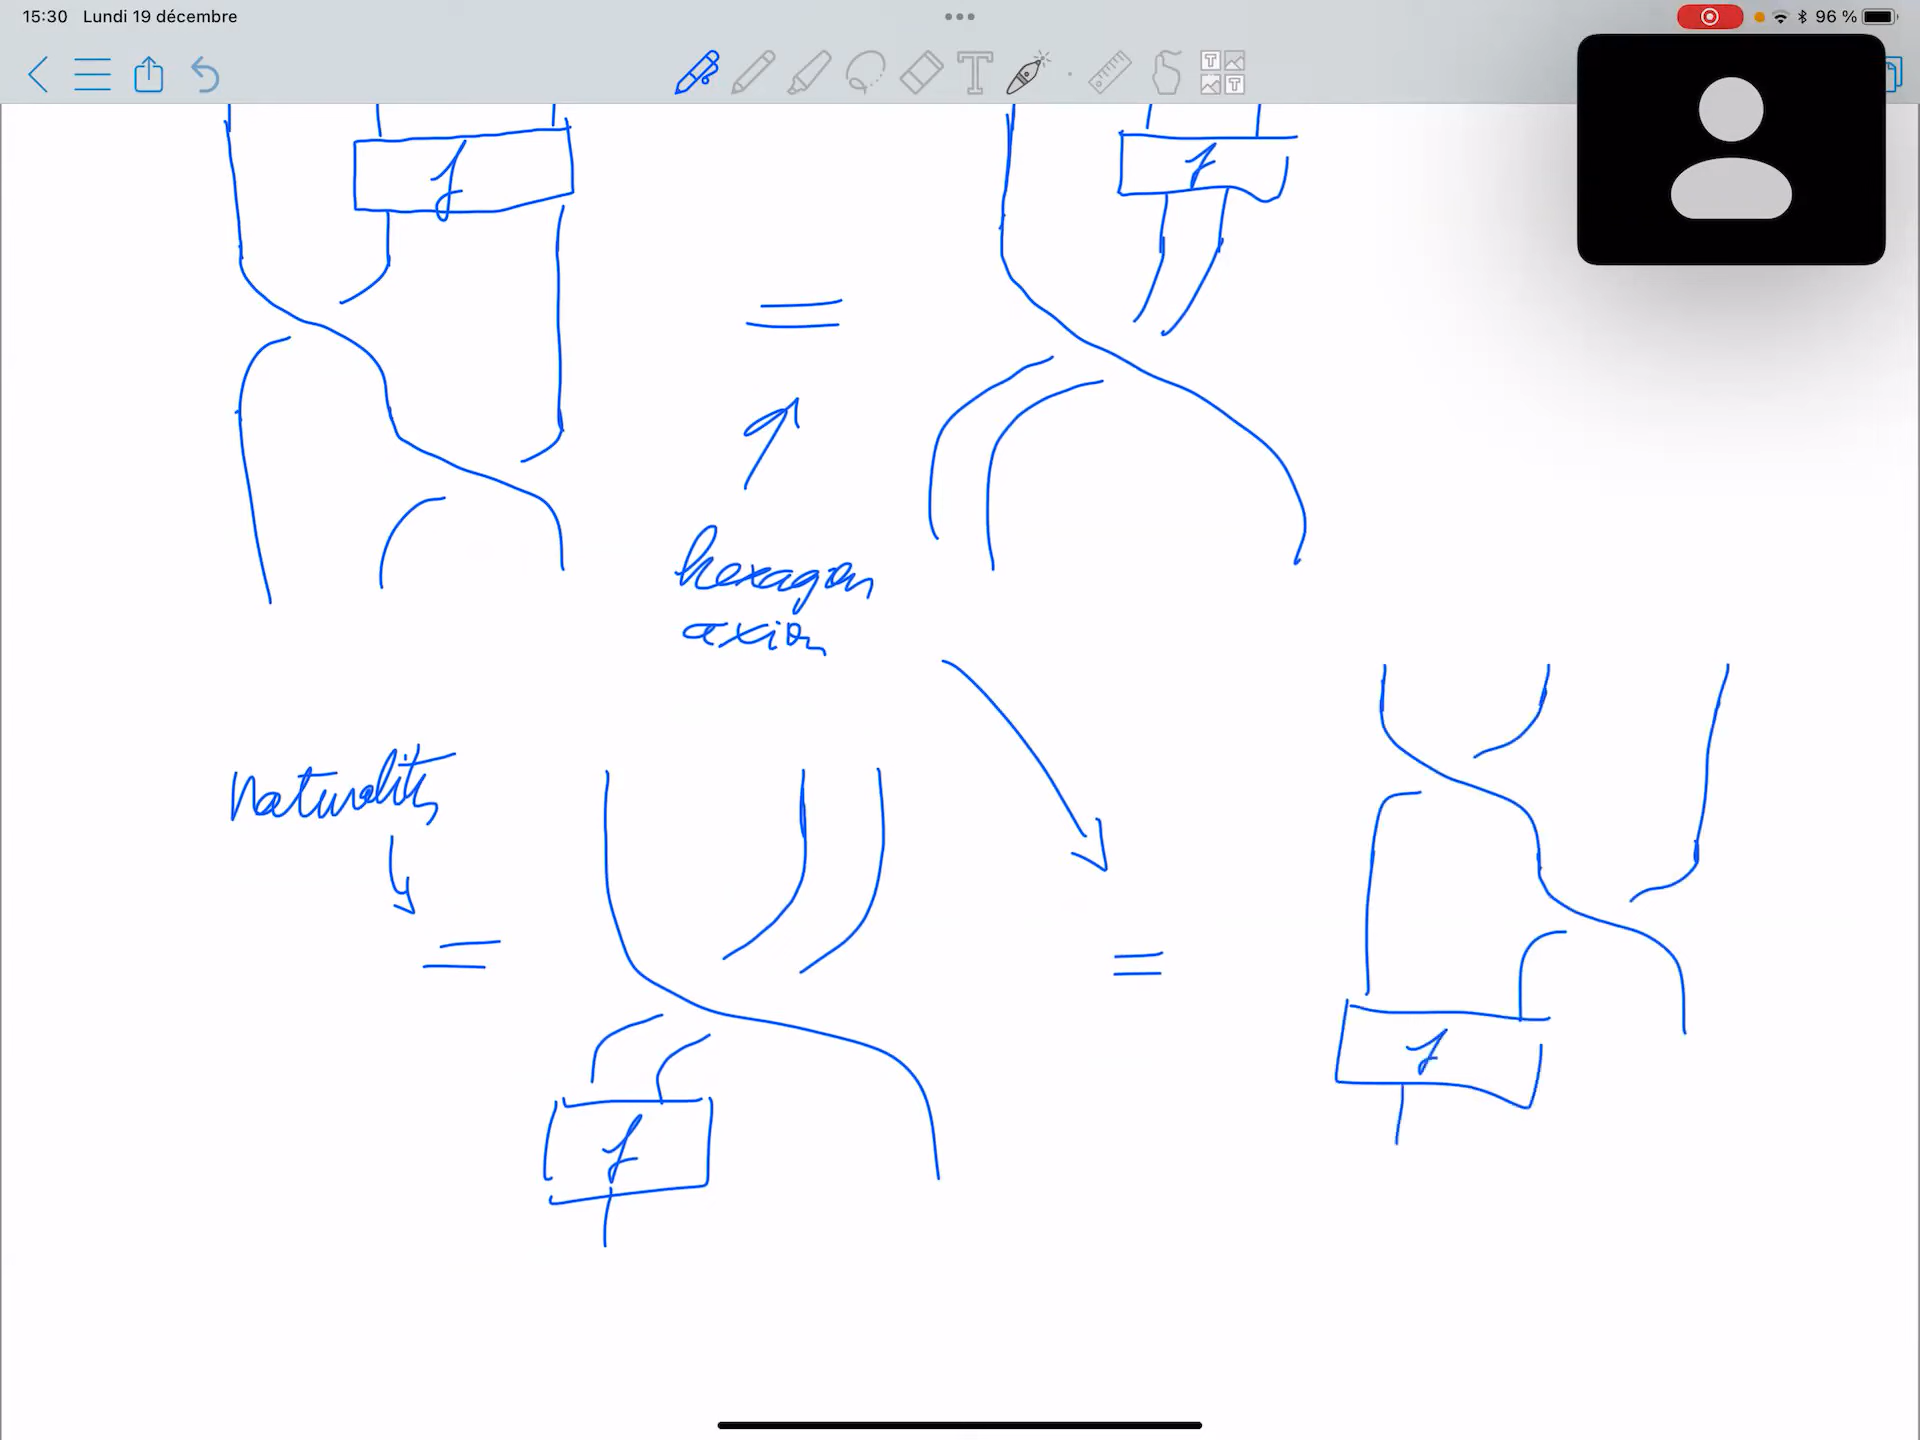 15:30 Lundi 19 décembre 96 %
f
f
=
hexagon
axiom
naturality
=
=
f
f